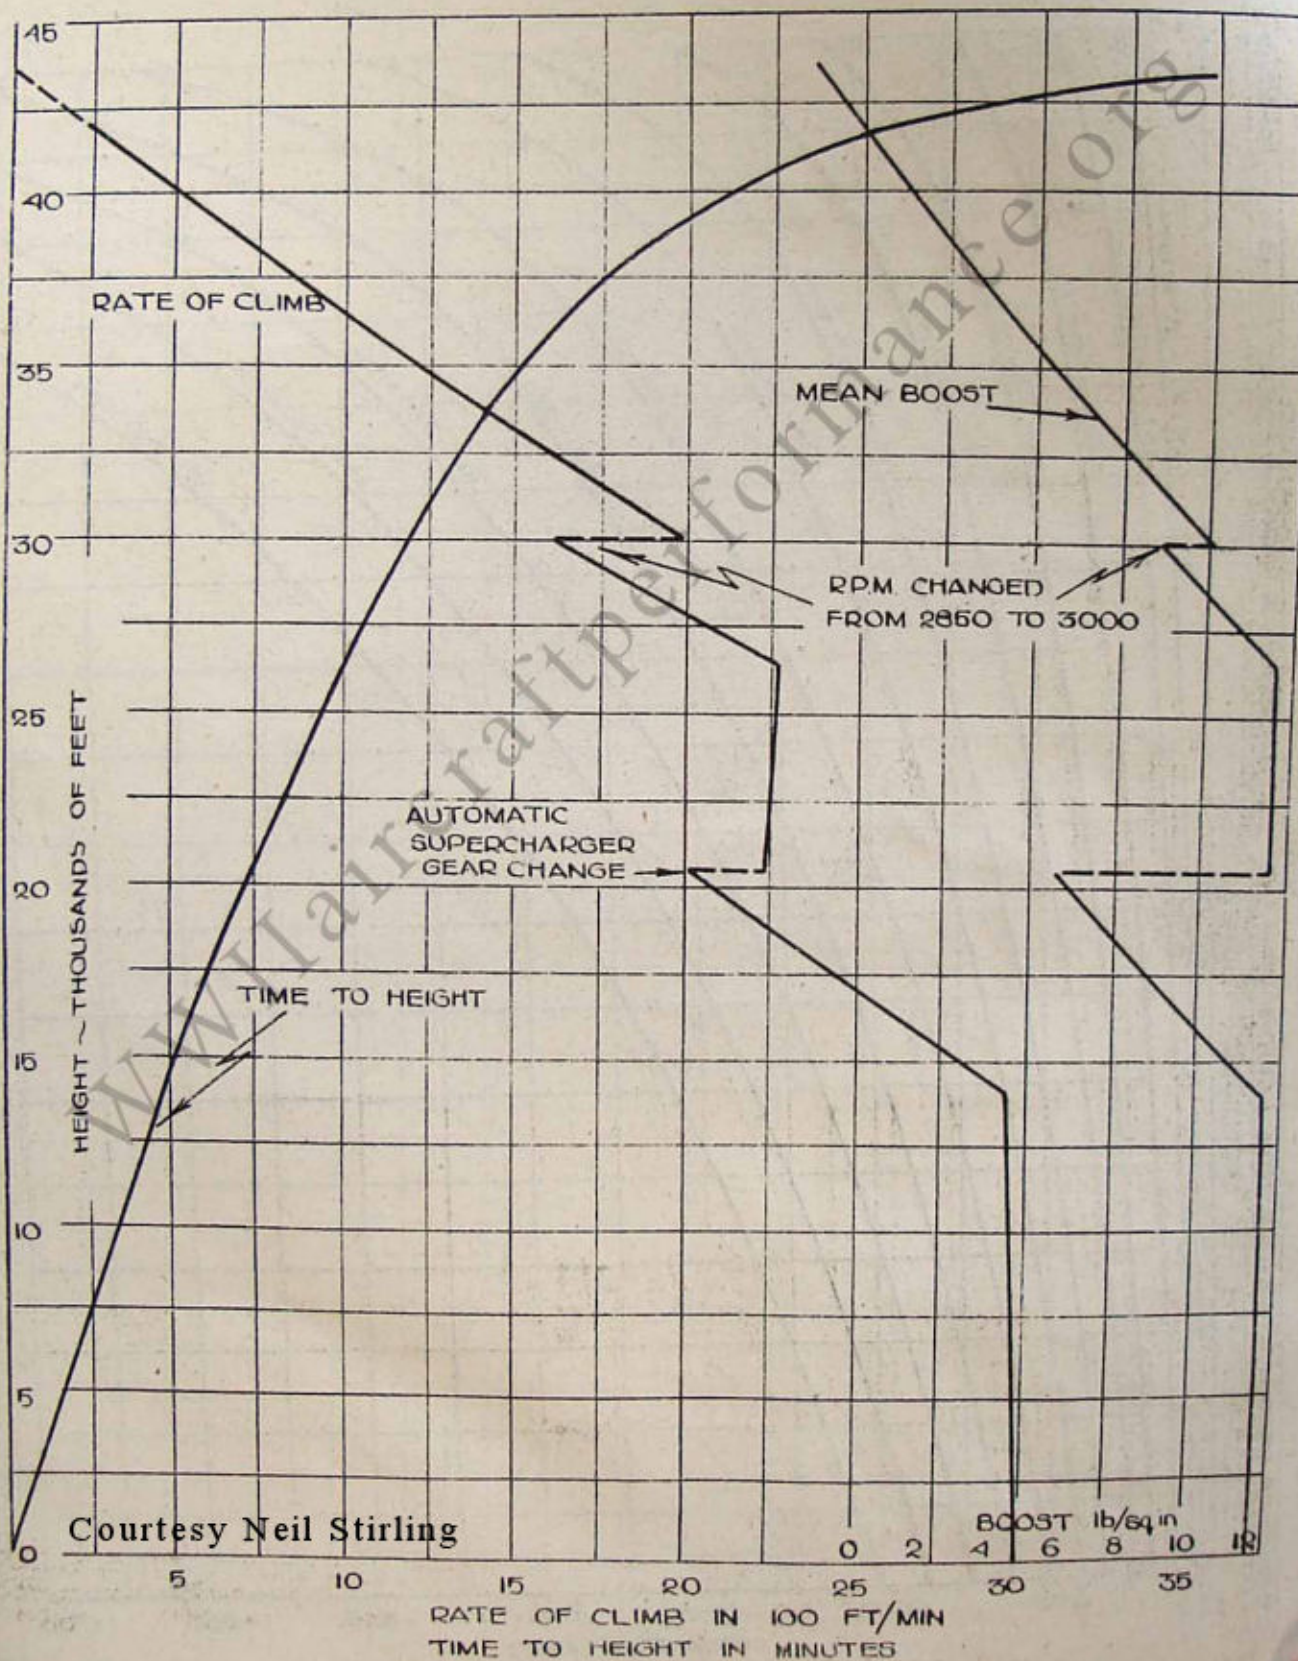 45
40
35
30
25
20
15
10
5
0
HEIGHT ~ THOUSANDS OF FEET
RATE OF CLIMB
MEAN BOOST
R.P.M. CHANGED
FROM 2850 TO 3000
AUTOMATIC
SUPERCHARGER
GEAR CHANGE
TIME TO HEIGHT
www.wwiiaircraftperformance.org
Courtesy Neil Stirling
BOOST lb/sq in
0 2 4 6 8 10 12
5 10 15 20 25 30 35
RATE OF CLIMB IN 100 FT/MIN
TIME TO HEIGHT IN MINUTES